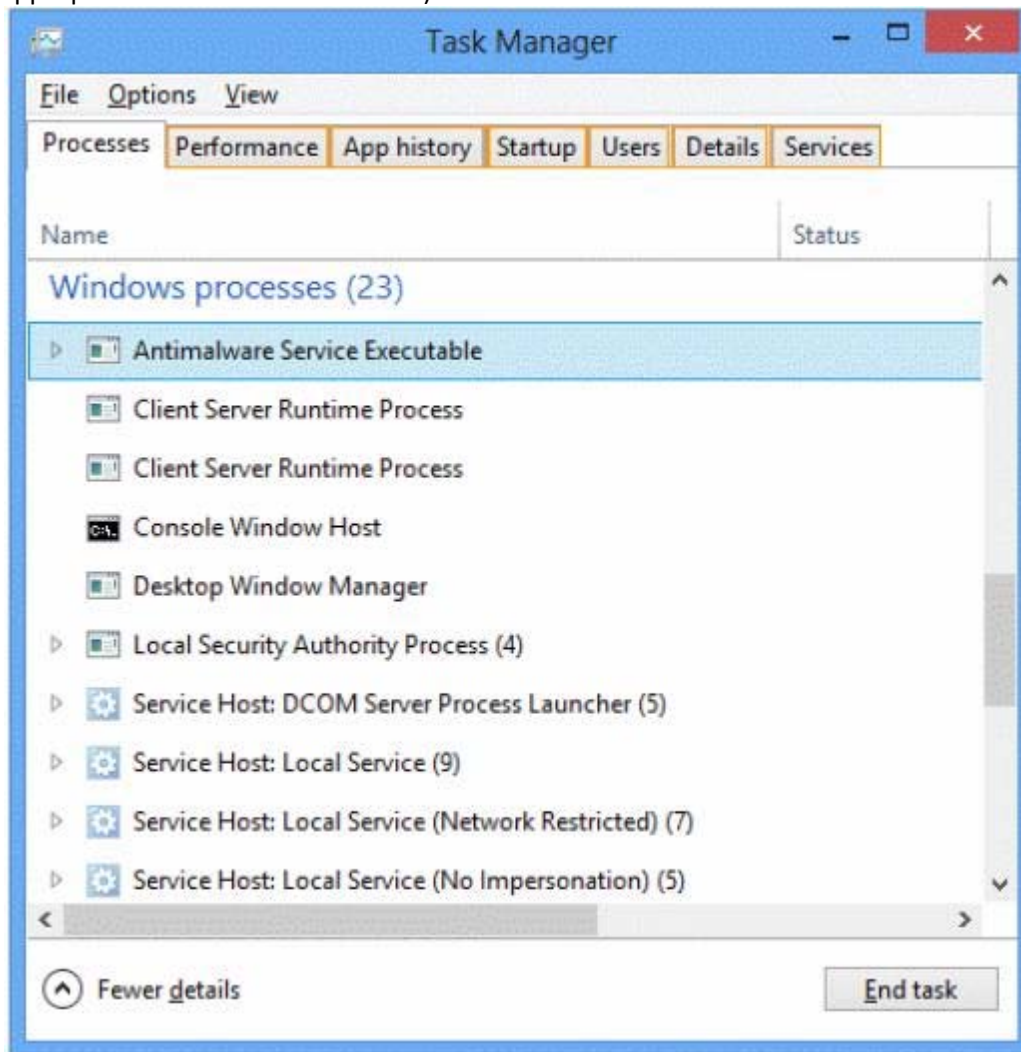 Task Manager
File Options View
Processes Performance App history Startup Users Details Services
Name Status
Windows processes (23)
Antimalware Service Executable
Client Server Runtime Process
Client Server Runtime Process
Console Window Host
Desktop Window Manager
Local Security Authority Process (4)
Service Host: DCOM Server Process Launcher (5)
Service Host: Local Service (9)
Service Host: Local Service (Network Restricted) (7)
Service Host: Local Service (No Impersonation) (5)
Fewer details End task